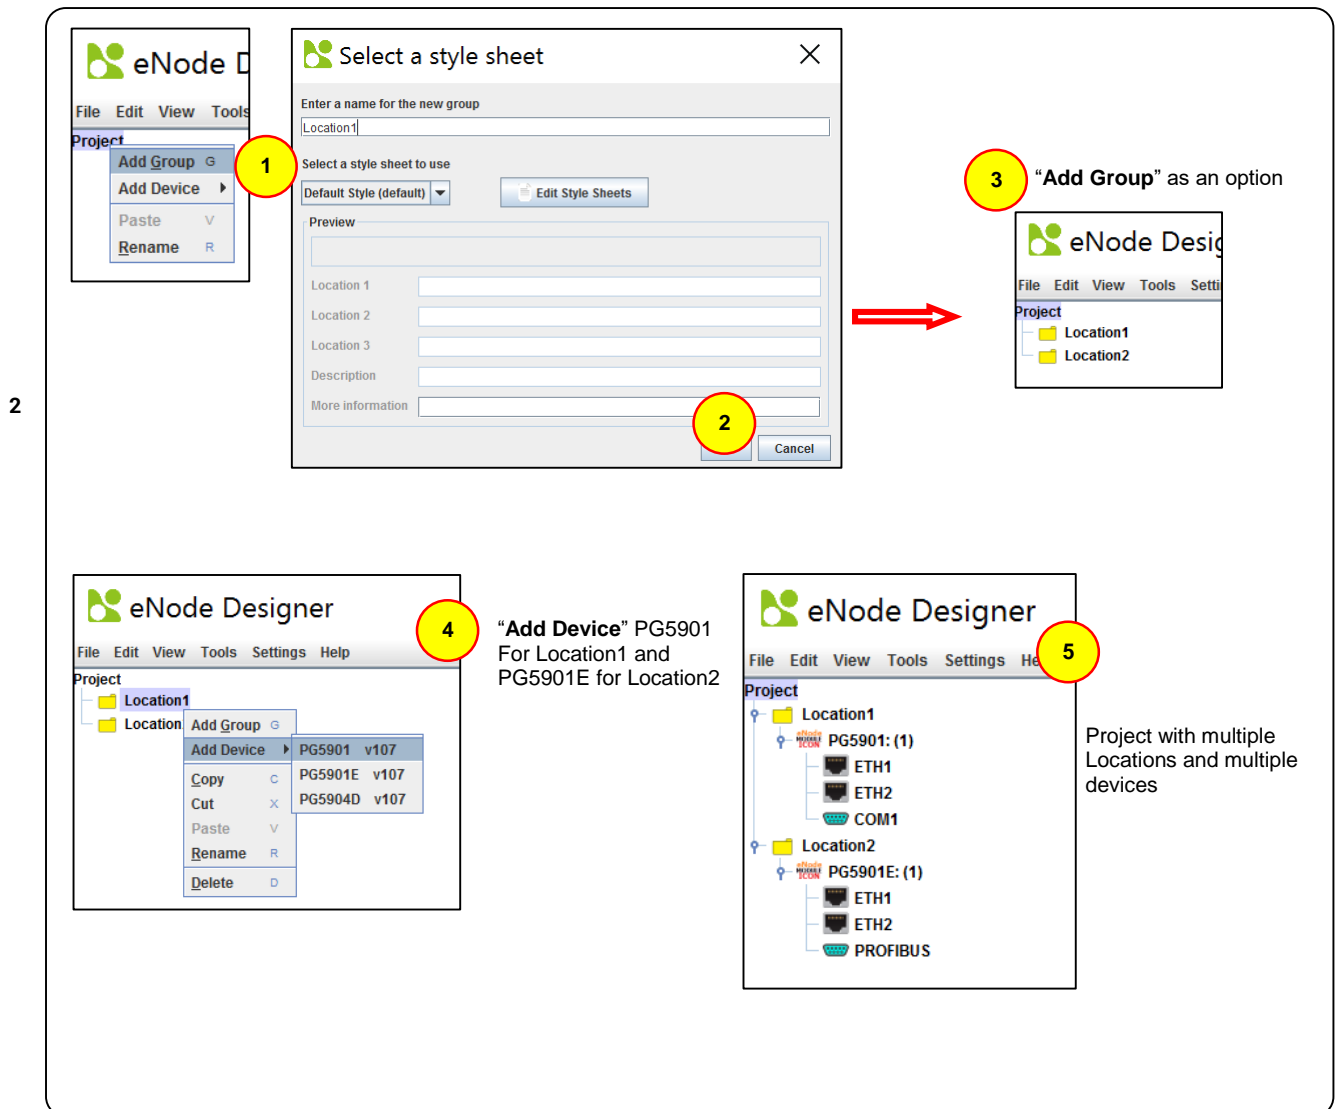 2
eNode D
File Edit View Tools
Project
Add Group G
Add Device
Paste V
Rename R
1
Select a style sheet
Enter a name for the new group
Location1
Select a style sheet to use
Default Style (default)
Edit Style Sheets
Preview
Location 1
Location 2
Location 3
Description
More information
2
Cancel
3
“Add Group” as an option
eNode Desig
File Edit View Tools Setti
Project
Location1
Location2
eNode Designer
4
File Edit View Tools Settings Help
Project
Location1
Location
Add Group G
Add Device
Copy C
Cut X
Paste V
Rename R
Delete D
PG5901 v107
PG5901E v107
PG5904D v107
“Add Device” PG5901
For Location1 and
PG5901E for Location2
eNode Designer
5
File Edit View Tools Settings He
Project
Location1
eNode MODULE ICON PG5901: (1)
ETH1
ETH2
COM1
Location2
eNode MODULE ICON PG5901E: (1)
ETH1
ETH2
PROFIBUS
Project with multiple
Locations and multiple
devices